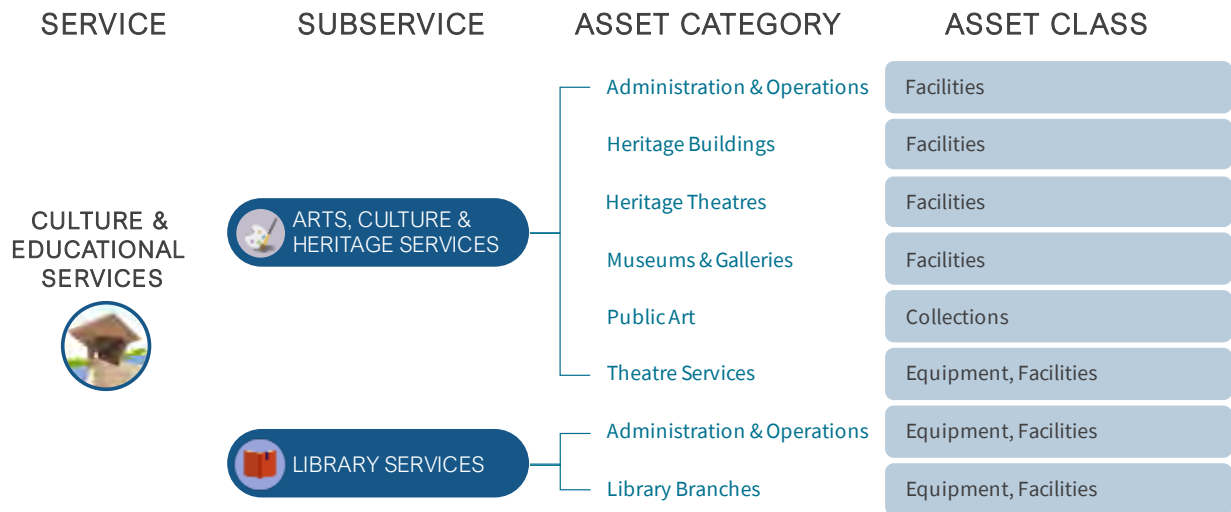 SERVICE
SUBSERVICE
ASSET CATEGORY
ASSET CLASS
CULTURE &
EDUCATIONAL
SERVICES
ARTS, CULTURE &
HERITAGE SERVICES
Administration & Operations
Facilities
Heritage Buildings
Facilities
Heritage Theatres
Facilities
Museums & Galleries
Facilities
Public Art
Collections
Theatre Services
Equipment, Facilities
LIBRARY SERVICES
Administration & Operations
Equipment, Facilities
Library Branches
Equipment, Facilities